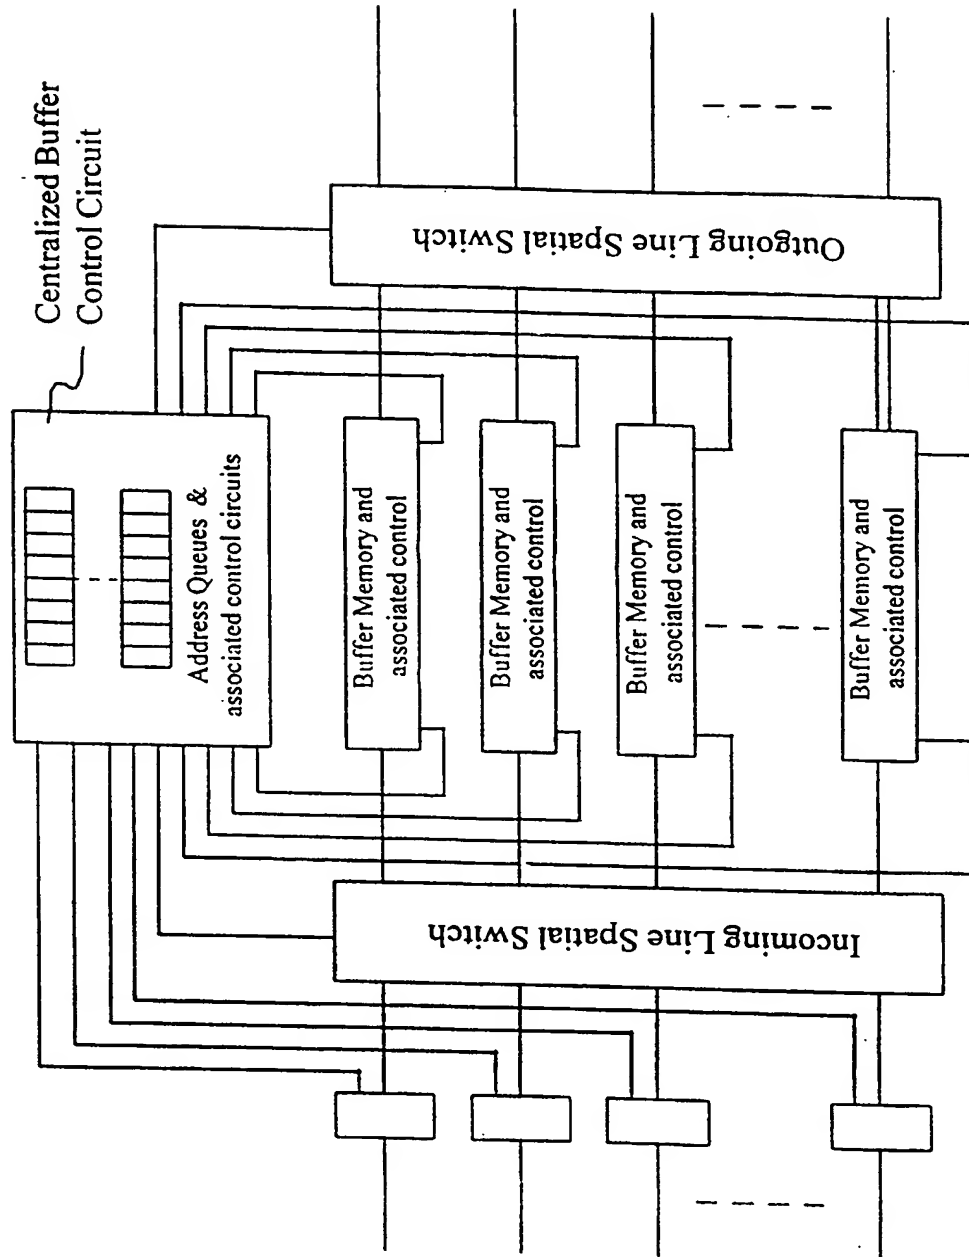 Centralized Buffer
Control Circuit
Address Queues &
associated control circuits
Buffer Memory and
associated control
Buffer Memory and
associated control
Buffer Memory and
associated control
Buffer Memory and
associated control
Incoming Line Spatial Switch
Outgoing Line Spatial Switch